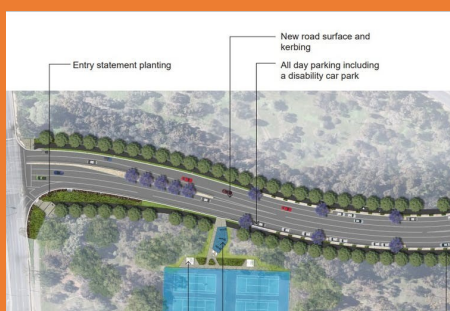 New road surface and
kerbing
Entry statement planting
All day parking including
a disability car park